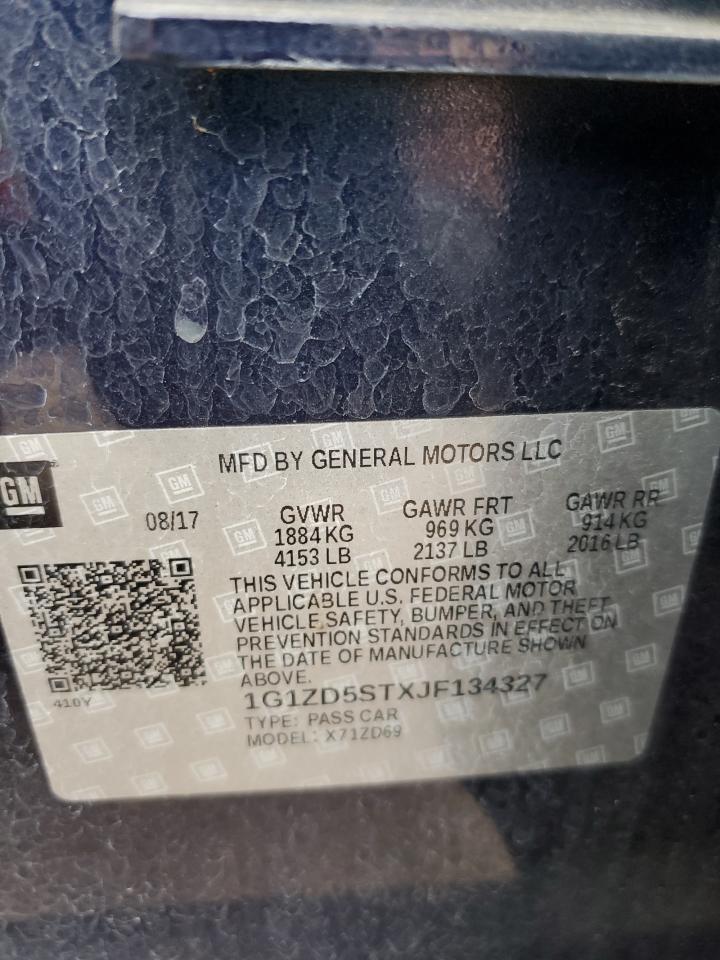 MFD BY GENERAL MOTORS LLC
GM
08/17
GVWR
1884 KG
4153 LB
GAWR FRT
969 KG
2137 LB
GAWR RR
914 KG
2016 LB
THIS VEHICLE CONFORMS TO ALL
APPLICABLE U.S. FEDERAL MOTOR
VEHICLE SAFETY, BUMPER, AND THEFT
PREVENTION STANDARDS IN EFFECT ON
THE DATE OF MANUFACTURE SHOWN
ABOVE.
410Y
1G1ZD5STXJF134327
TYPE: PASS CAR
MODEL: X71ZD69